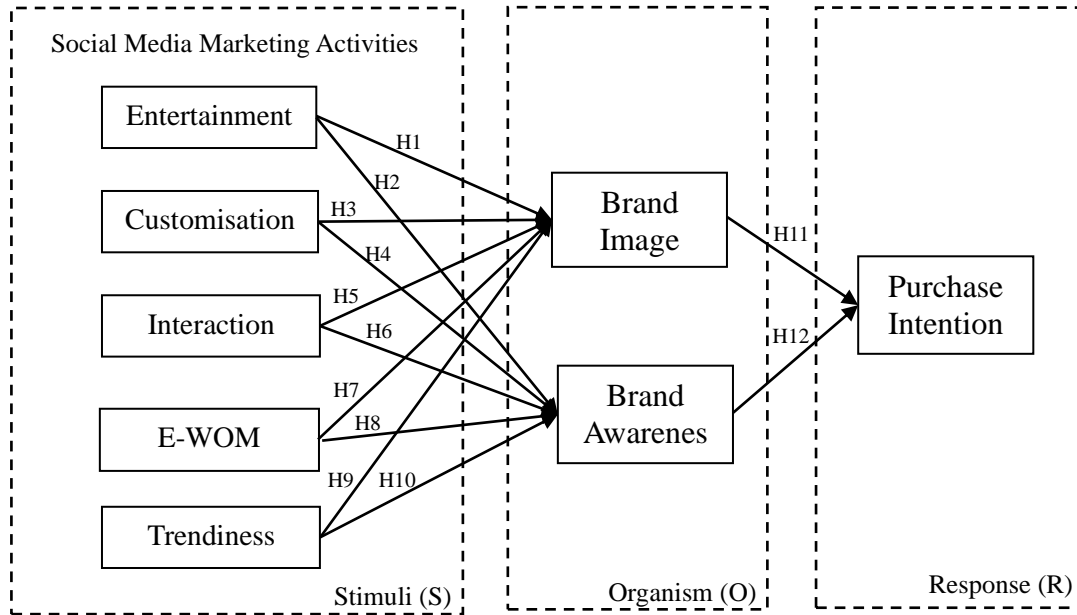 Social Media Marketing Activities
Entertainment
H1
H2
Customisation
H3
H4
Brand
Image
H11
Interaction
H5
H6
Purchase
Intention
H12
H7
E-WOM
H8
Brand
Awarenes
H9
H10
Trendiness
Stimuli (S)
Organism (O)
Response (R)